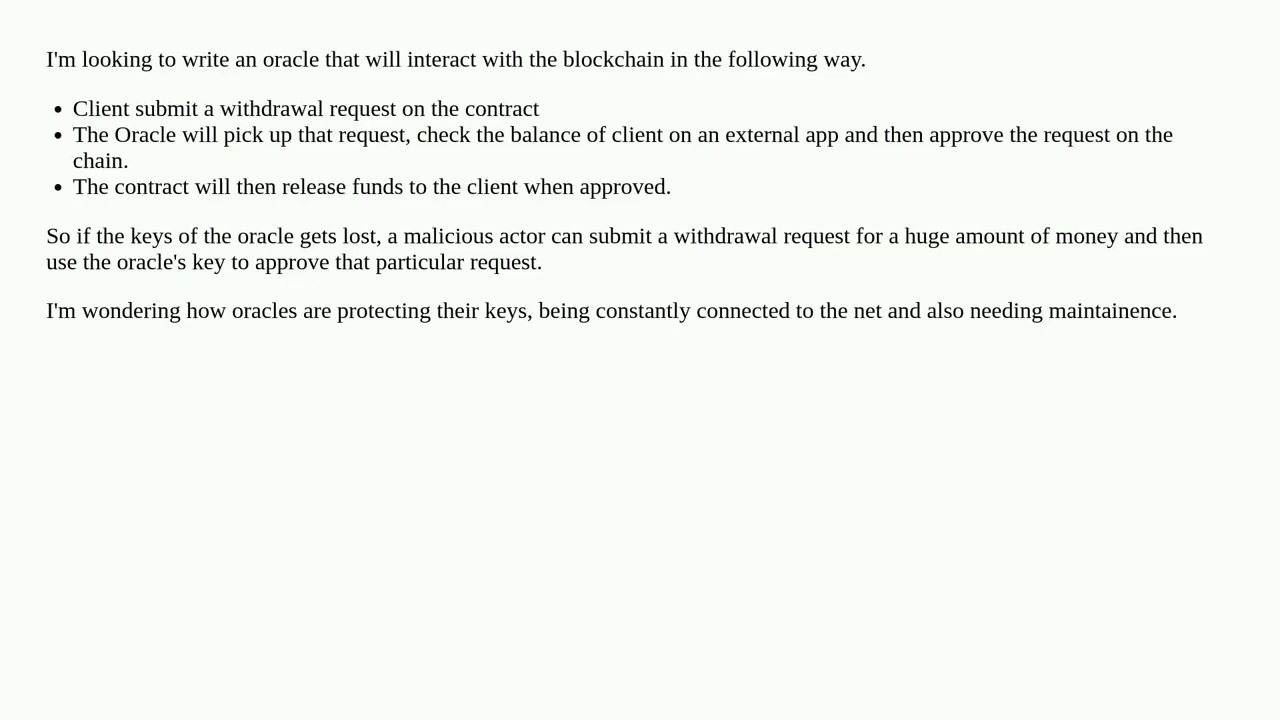 I'm looking to write an oracle that will interact with the blockchain in the following way.
• Client submit a withdrawal request on the contract
• The Oracle will pick up that request, check the balance of client on an external app and then approve the request on the
chain.
• The contract will then release funds to the client when approved.
So if the keys of the oracle gets lost, a malicious actor can submit a withdrawal request for a huge amount of money and then
use the oracle's key to approve that particular request.
I'm wondering how oracles are protecting their keys, being constantly connected to the net and also needing maintainence.